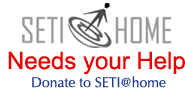 SETI HOME
Needs your Help
Donate to SETI@home